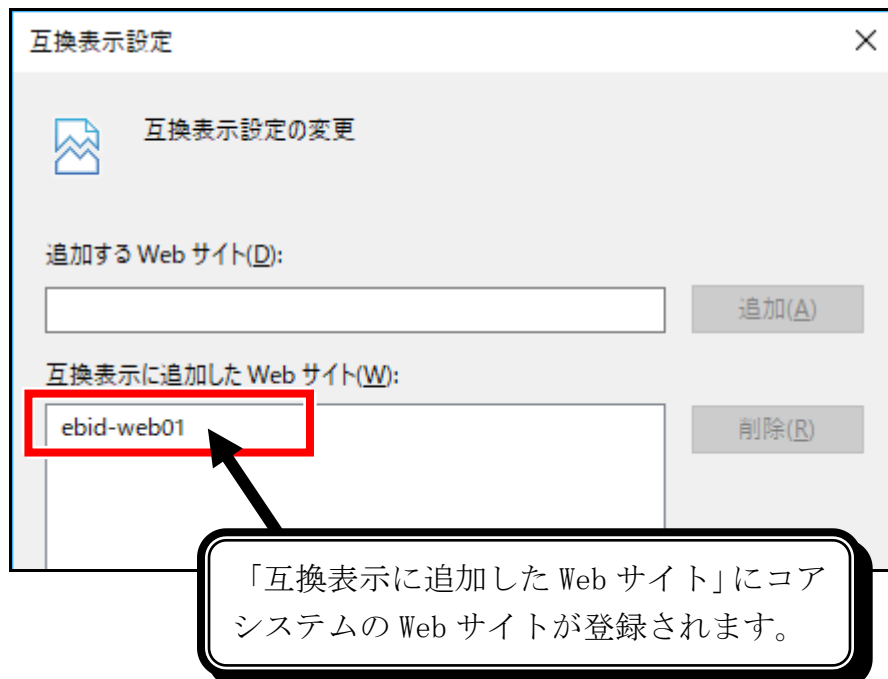 互換表示設定
互換表示設定の変更
追加する Web サイト(D):
追加(A)
互換表示に追加した Web サイト(W):
ebid-web01
削除(R)
「互換表示に追加した Web サイト」にコア
システムの Web サイトが登録されます。